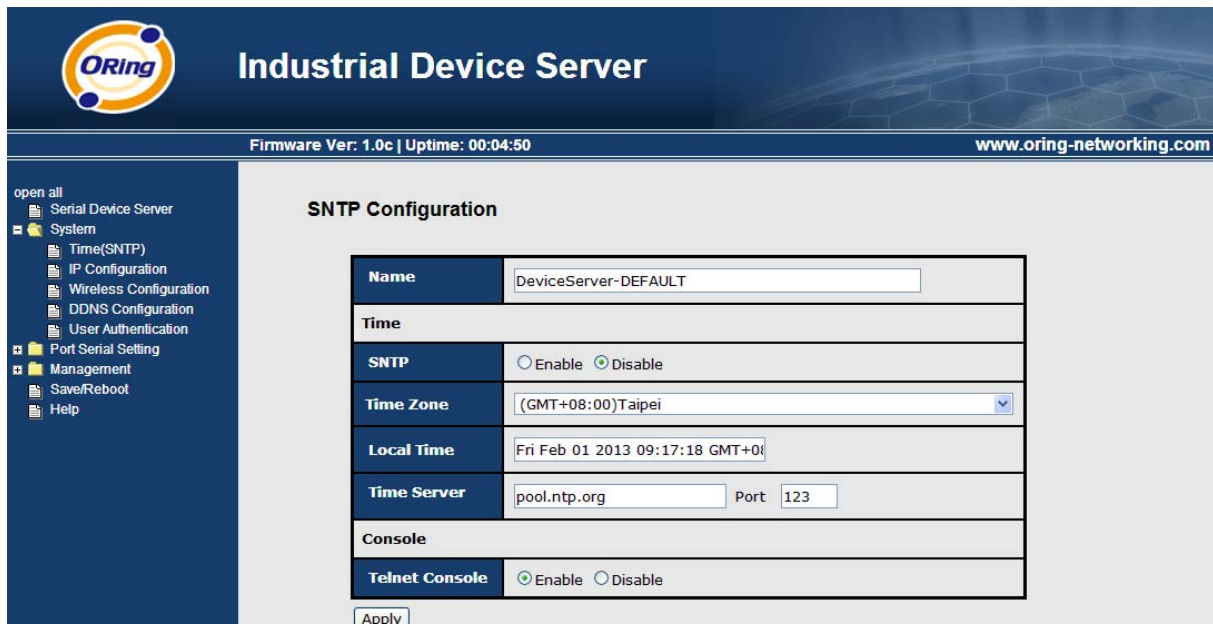 ORing
Industrial Device Server
Firmware Ver: 1.0c | Uptime: 00:04:50
www.oring-networking.com
open all
Serial Device Server
System
Time(SNTP)
IP Configuration
Wireless Configuration
DDNS Configuration
User Authentication
Port Serial Setting
Management
Save/Reboot
Help
SNTP Configuration
Name DeviceServer-DEFAULT
Time
SNTP Enable Disable
Time Zone (GMT+08:00)Taipei
Local Time Fri Feb 01 2013 09:17:18 GMT+08
Time Server pool.ntp.org Port 123
Console
Telnet Console Enable Disable
Apply